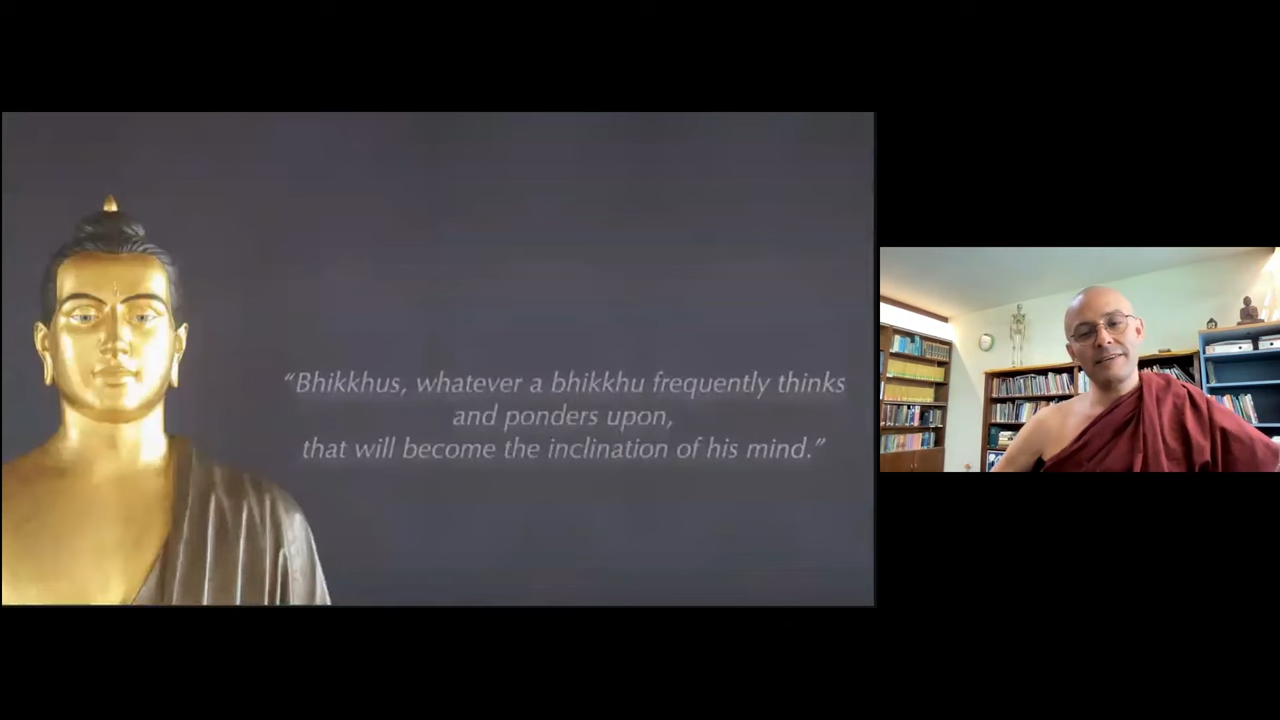 “Bhikkhus, whatever a bhikkhu frequently thinks
and ponders upon,
that will become the inclination of his mind.”